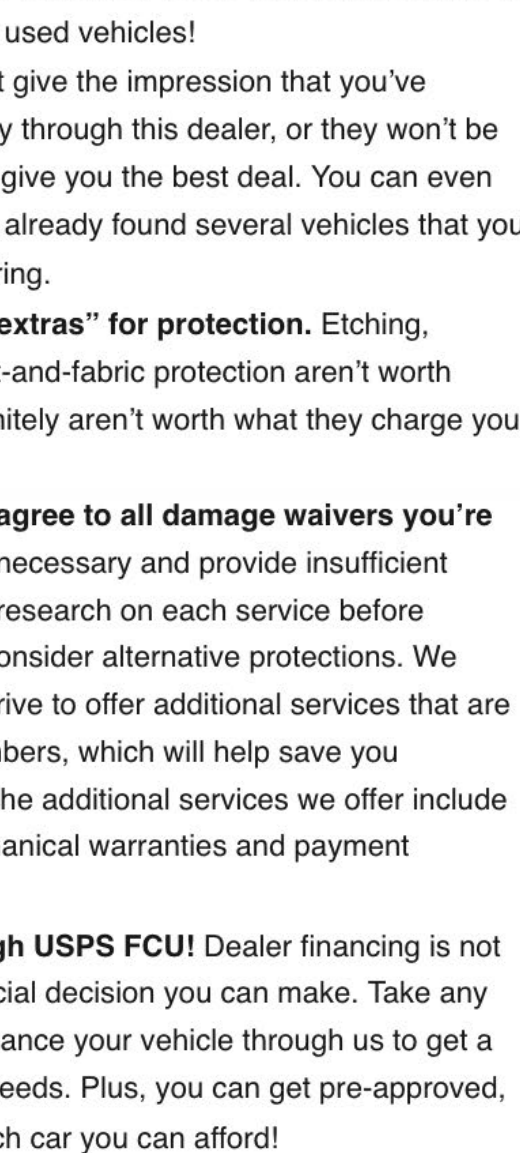 used vehicles!
t give the impression that you've
y through this dealer, or they won't be
give you the best deal. You can even
already found several vehicles that you
ring.
extras” for protection. Etching,
t-and-fabric protection aren't worth
nitely aren't worth what they charge you
agree to all damage waivers you're
necessary and provide insufficient
research on each service before
onsider alternative protections. We
rive to offer additional services that are
nbers, which will help save you
he additional services we offer include
anical warranties and payment
gh USPS FCU! Dealer financing is not
cial decision you can make. Take any
ance your vehicle through us to get a
eeds. Plus, you can get pre-approved,
ch car you can afford!